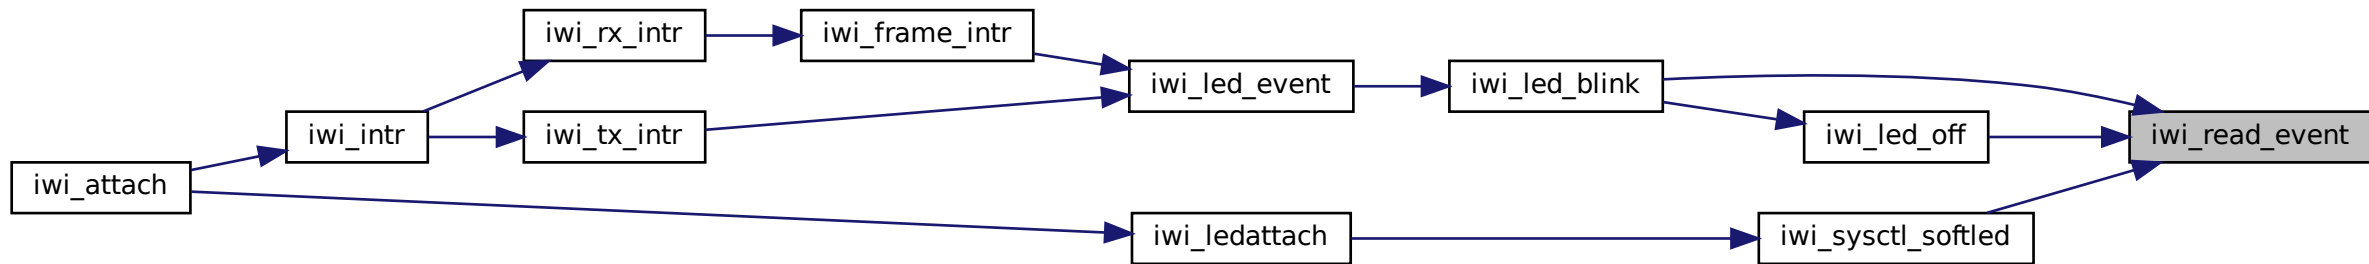 iwi_rx_intr
iwi_frame_intr
iwi_led_event
iwi_led_blink
iwi_intr
iwi_tx_intr
iwi_led_off
iwi_read_event
iwi_attach
iwi_ledattach
iwi_sysctl_softled